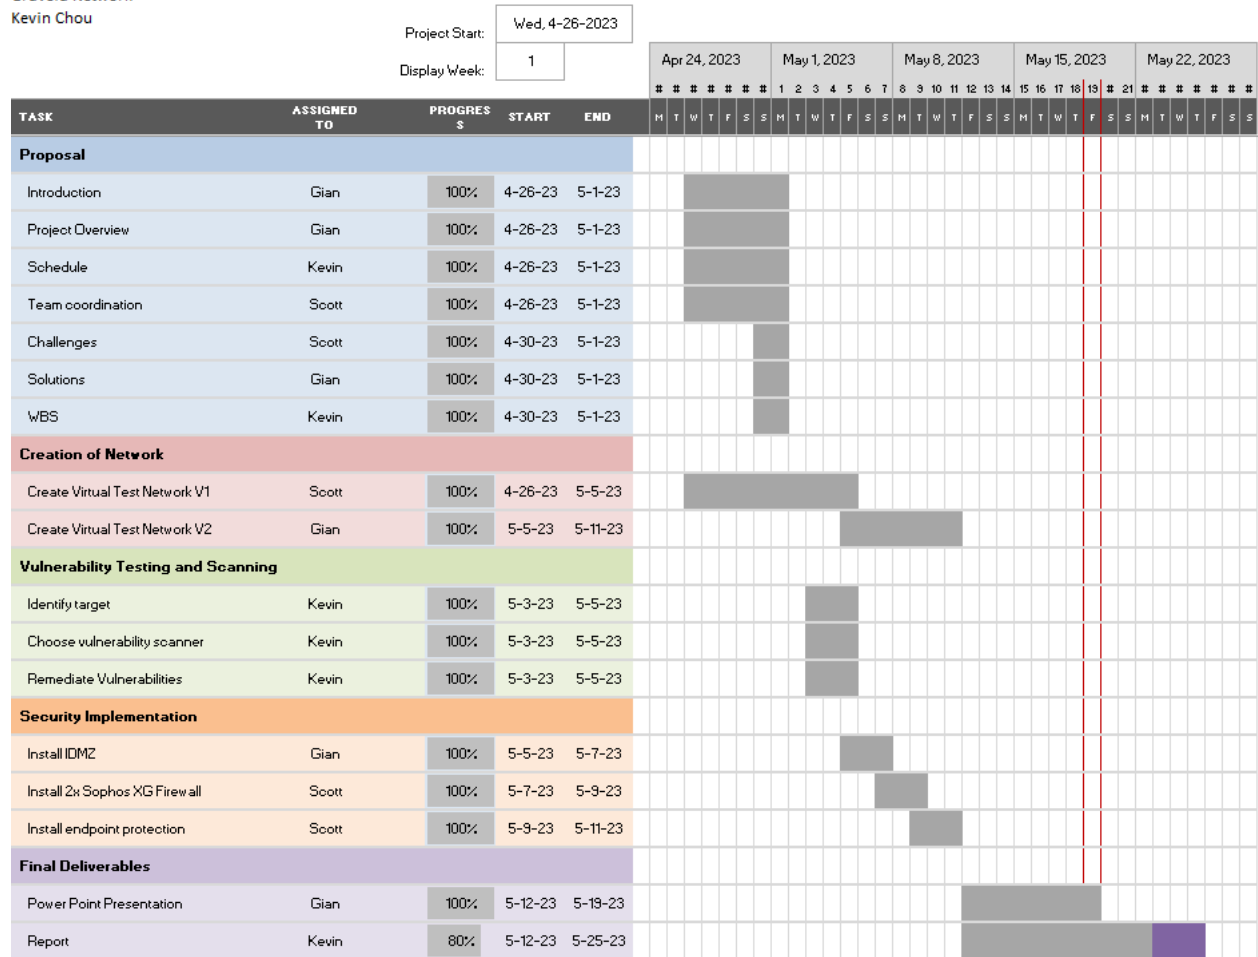 Kevin Chou
Project Start: Wed, 4-26-2023
Display Week: 1
Apr 24, 2023 May 1, 2023 May 8, 2023 May 15, 2023 May 22, 2023
# # # # # # # 1 2 3 4 5 6 7 8 9 10 11 12 13 14 15 16 17 18 19 # 21 # # # # # # #
TASK ASSIGNED TO PROGRESS START END M T W T F S S M T W T F S S M T W T F S S M T W T F S S M T W T F S S
Proposal
Introduction Gian 100% 4-26-23 5-1-23
Project Overview Gian 100% 4-26-23 5-1-23
Schedule Kevin 100% 4-26-23 5-1-23
Team coordination Scott 100% 4-26-23 5-1-23
Challenges Scott 100% 4-30-23 5-1-23
Solutions Gian 100% 4-30-23 5-1-23
WBS Kevin 100% 4-30-23 5-1-23
Creation of Network
Create Virtual Test Network V1 Scott 100% 4-26-23 5-5-23
Create Virtual Test Network V2 Gian 100% 5-5-23 5-11-23
Vulnerability Testing and Scanning
Identify target Kevin 100% 5-3-23 5-5-23
Choose vulnerability scanner Kevin 100% 5-3-23 5-5-23
Remediate Vulnerabilities Kevin 100% 5-3-23 5-5-23
Security Implementation
Install IDMZ Gian 100% 5-5-23 5-7-23
Install 2x Sophos XG Firewall Scott 100% 5-7-23 5-9-23
Install endpoint protection Scott 100% 5-9-23 5-11-23
Final Deliverables
Power Point Presentation Gian 100% 5-12-23 5-19-23
Report Kevin 80% 5-12-23 5-25-23